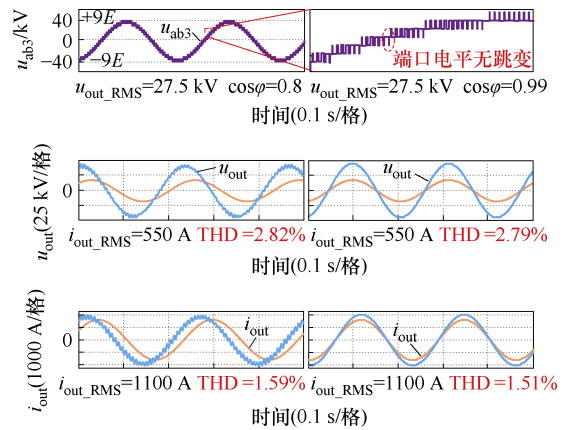 u_ab3/kV
+9E
40
0
−40
−9E
u_ab3
端口电平无跳变
u_out_RMS=27.5 kV cosφ=0.8
u_out_RMS=27.5 kV cosφ=0.99
时间(0.1 s/格)
u_out(25 kV/格)
0
u_out
u_out
i_out_RMS=550 A THD =2.82%
i_out_RMS=550 A THD =2.79%
时间(0.1 s/格)
i_out(1000 A/格)
0
i_out
i_out
i_out_RMS=1100 A THD =1.59%
i_out_RMS=1100 A THD =1.51%
时间(0.1 s/格)